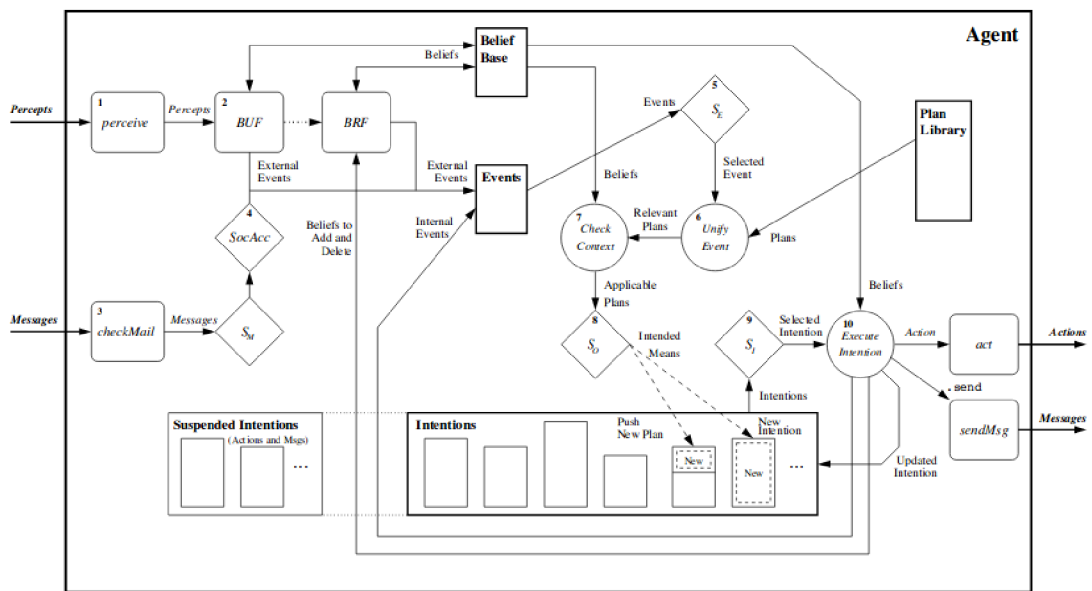 Agent
Belief
Base
Beliefs
Percepts
1
perceive
Percepts
2
BUF
BRF
5
S_E
Events
Plan
Library
External
Events
External
Events
Events
Selected
Event
Beliefs
4
SocAcc
Beliefs to
Add and
Delete
Internal
Events
7
Check
Context
Relevant
Plans
6
Unify
Event
Plans
Applicable
Plans
Beliefs
Messages
3
checkMail
Messages
S_M
8
S_O
Intended
Means
9
S_I
Selected
Intention
10
Execute
Intention
Action
act
Actions
.send
sendMsg
Messages
Intentions
Suspended Intentions
(Actions and Msgs)
...
Intentions
Push
New Plan
New
Intention
New
New
...
Updated
Intention